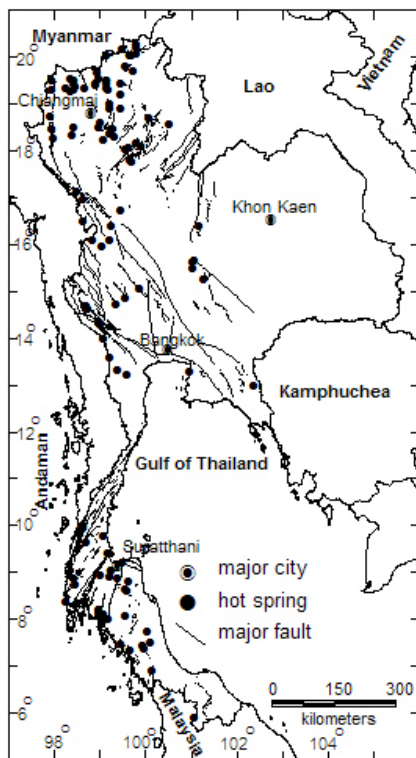 Myanmar
20°
Vietnam
Lao
Chiangmai
18°
Khon Kaen
16°
14°
Bangkok
Kamphuchea
12°
Gulf of Thailand
Andaman
10°
Suratthani
major city
hot spring
8°
major fault
0 150 300
kilometers
6°
Malaysia
98° 100° 102° 104°